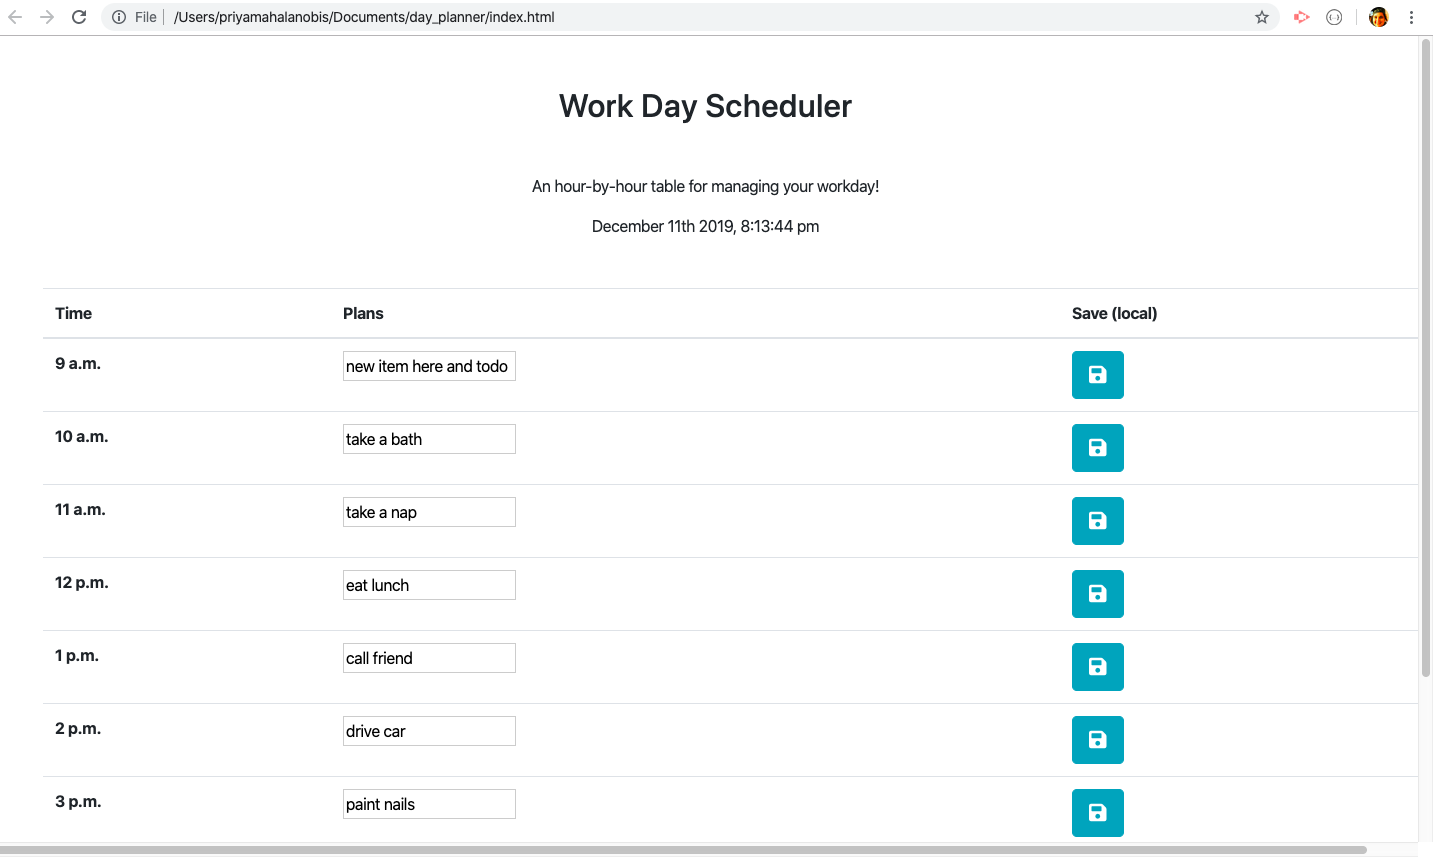 File /Users/priyamahalanobis/Documents/day_planner/index.html
Work Day Scheduler
An hour-by-hour table for managing your workday!
December 11th 2019, 8:13:44 pm
Time Plans Save (local)
9 a.m. new item here and todo
10 a.m. take a bath
11 a.m. take a nap
12 p.m. eat lunch
1 p.m. call friend
2 p.m. drive car
3 p.m. paint nails